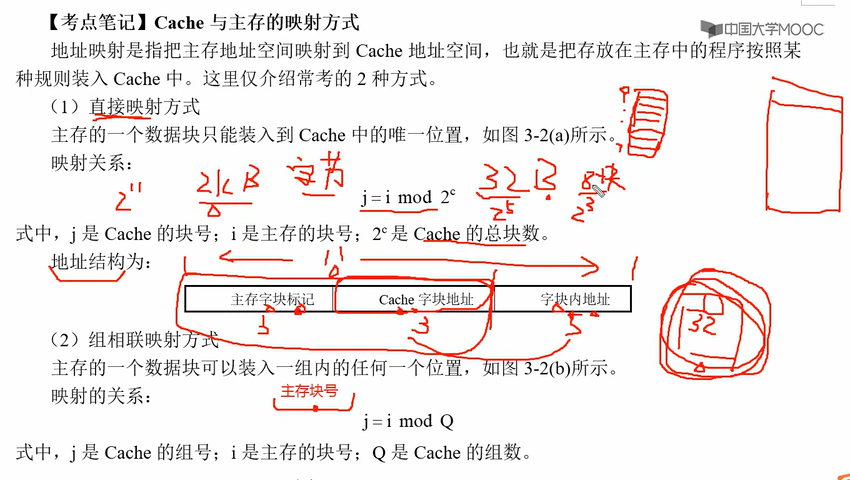 【考点笔记】Cache 与主存的映射方式
中国大学MOOC
地址映射是指把主存地址空间映射到 Cache 地址空间，也就是把存放在主存中的程序按照某
种规则装入 Cache 中。这里仅介绍常考的 2 种方式。
（1）直接映射方式
主存的一个数据块只能装入到 Cache 中的唯一位置，如图 3-2(a)所示。
0
7
映射关系：
2^11 2KB 字节 j = i mod 2^c 32B 2^5 8块 2^3
式中，j 是 Cache 的块号；i 是主存的块号；2^c 是 Cache 的总块数。
地址结构为：
11
主存字块标记 Cache 字块地址 字块内地址
3 3 5
32
（2）组相联映射方式
主存的一个数据块可以装入一组内的任何一个位置，如图 3-2(b)所示。
映射的关系：
主存块号
j = i mod Q
式中，j 是 Cache 的组号；i 是主存的块号；Q 是 Cache 的组数。